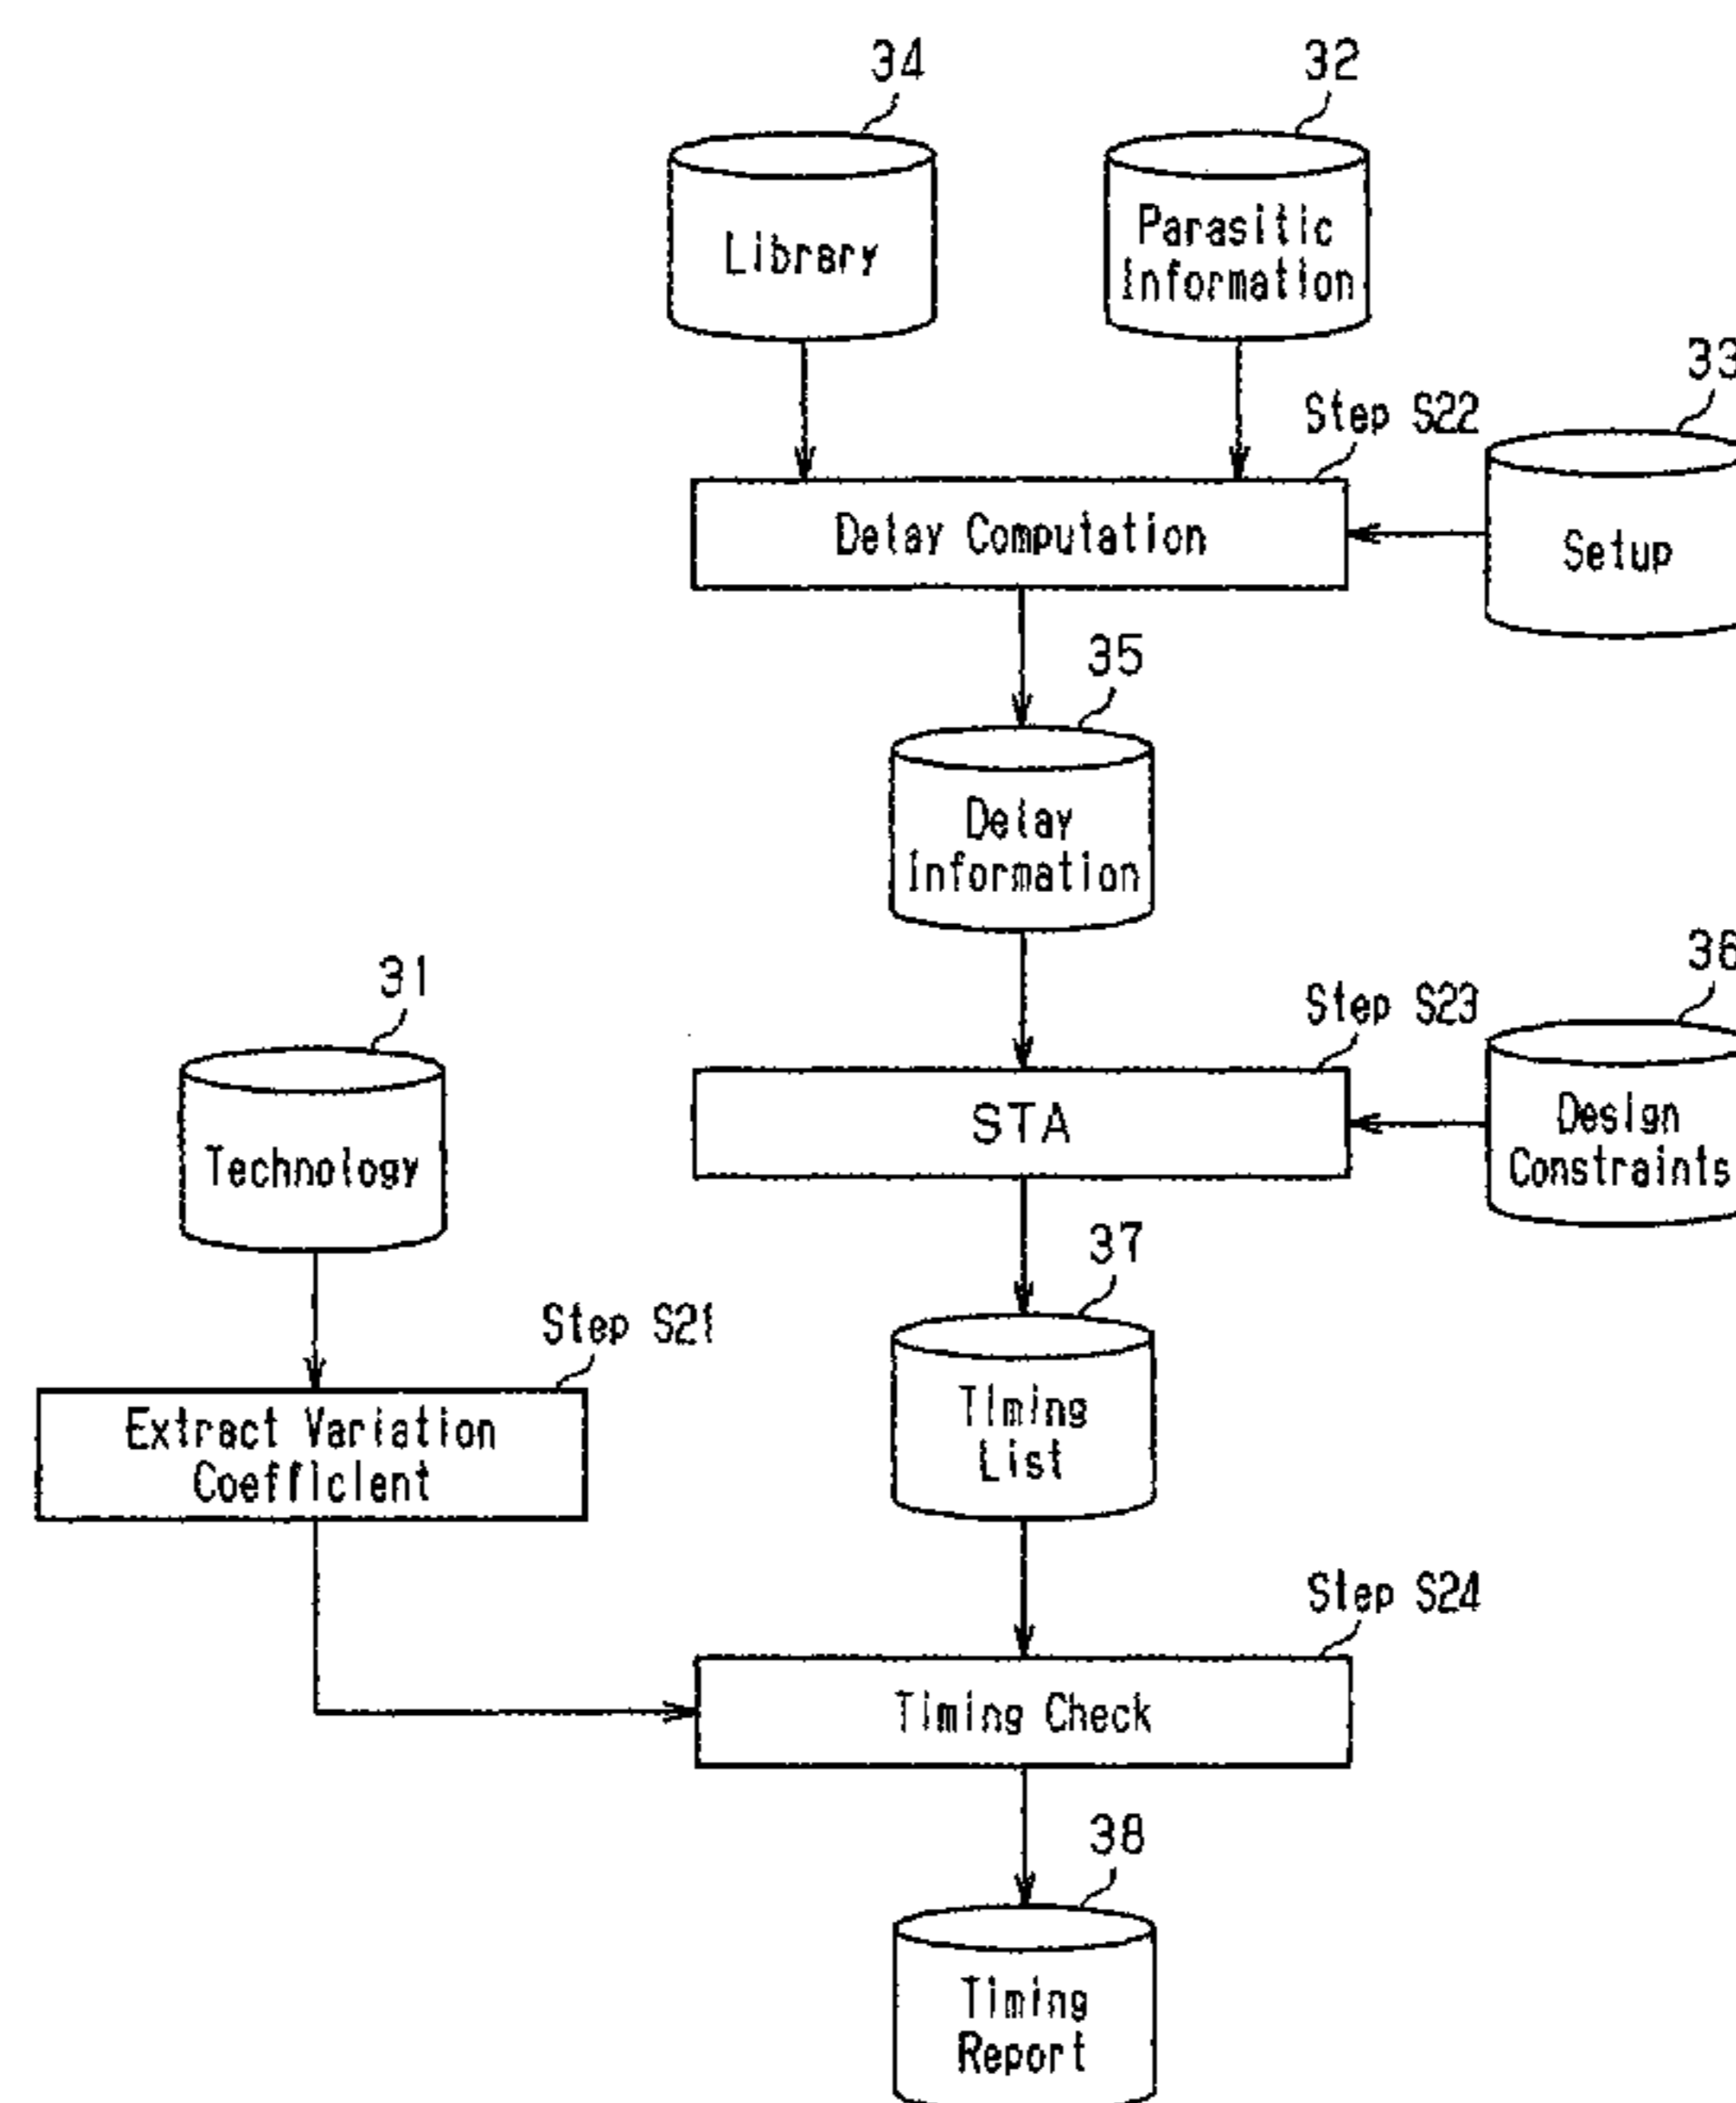 34
32
Library
Parasitic
Information
33
Step S22
Delay Computation
Setup
35
Delay
Information
31
36
Step S23
Technology
STA
Design
Constraints
37
Step S21
Extract Variation
Coefficient
Timing
List
Step S24
Timing Check
38
Timing
Report